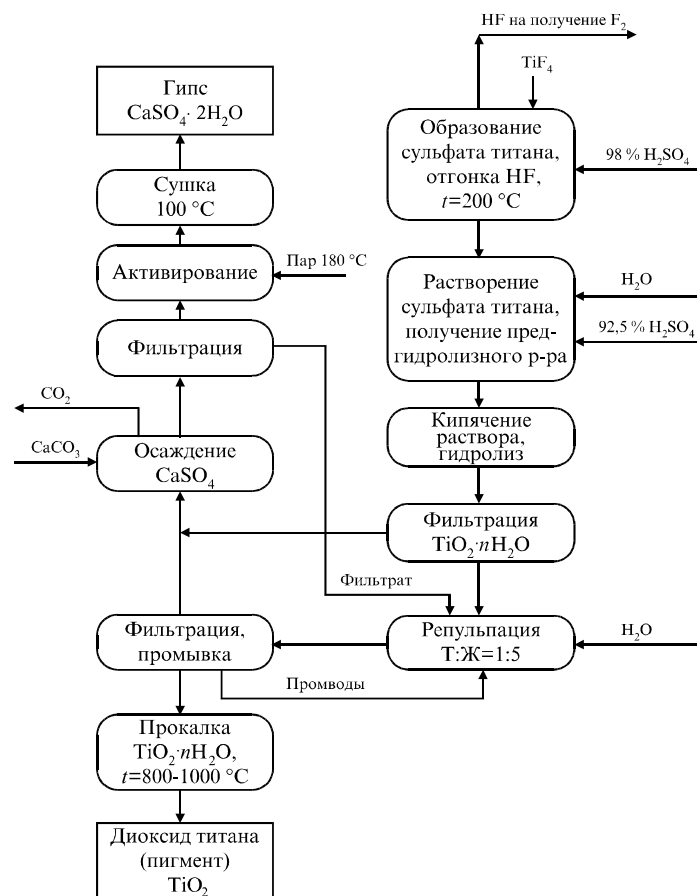 HF на получение F₂
TiF₄
Гипс
CaSO₄· 2H₂O
Образование
сульфата титана,
отгонка HF,
t=200 °C
98 % H₂SO₄
Сушка
100 °C
Активирование
Пар 180 °C
Растворение
сульфата титана,
получение пред-
гидролизного р-ра
H₂O
92,5 % H₂SO₄
Фильтрация
CO₂
CaCO₃
Осаждение
CaSO₄
Кипячение
раствора,
гидролиз
Фильтрация
TiO₂·nH₂O
Фильтрат
Фильтрация,
промывка
Репульпация
Т:Ж=1:5
H₂O
Промводы
Прокалка
TiO₂·nH₂O,
t=800-1000 °C
Диоксид титана
(пигмент)
TiO₂